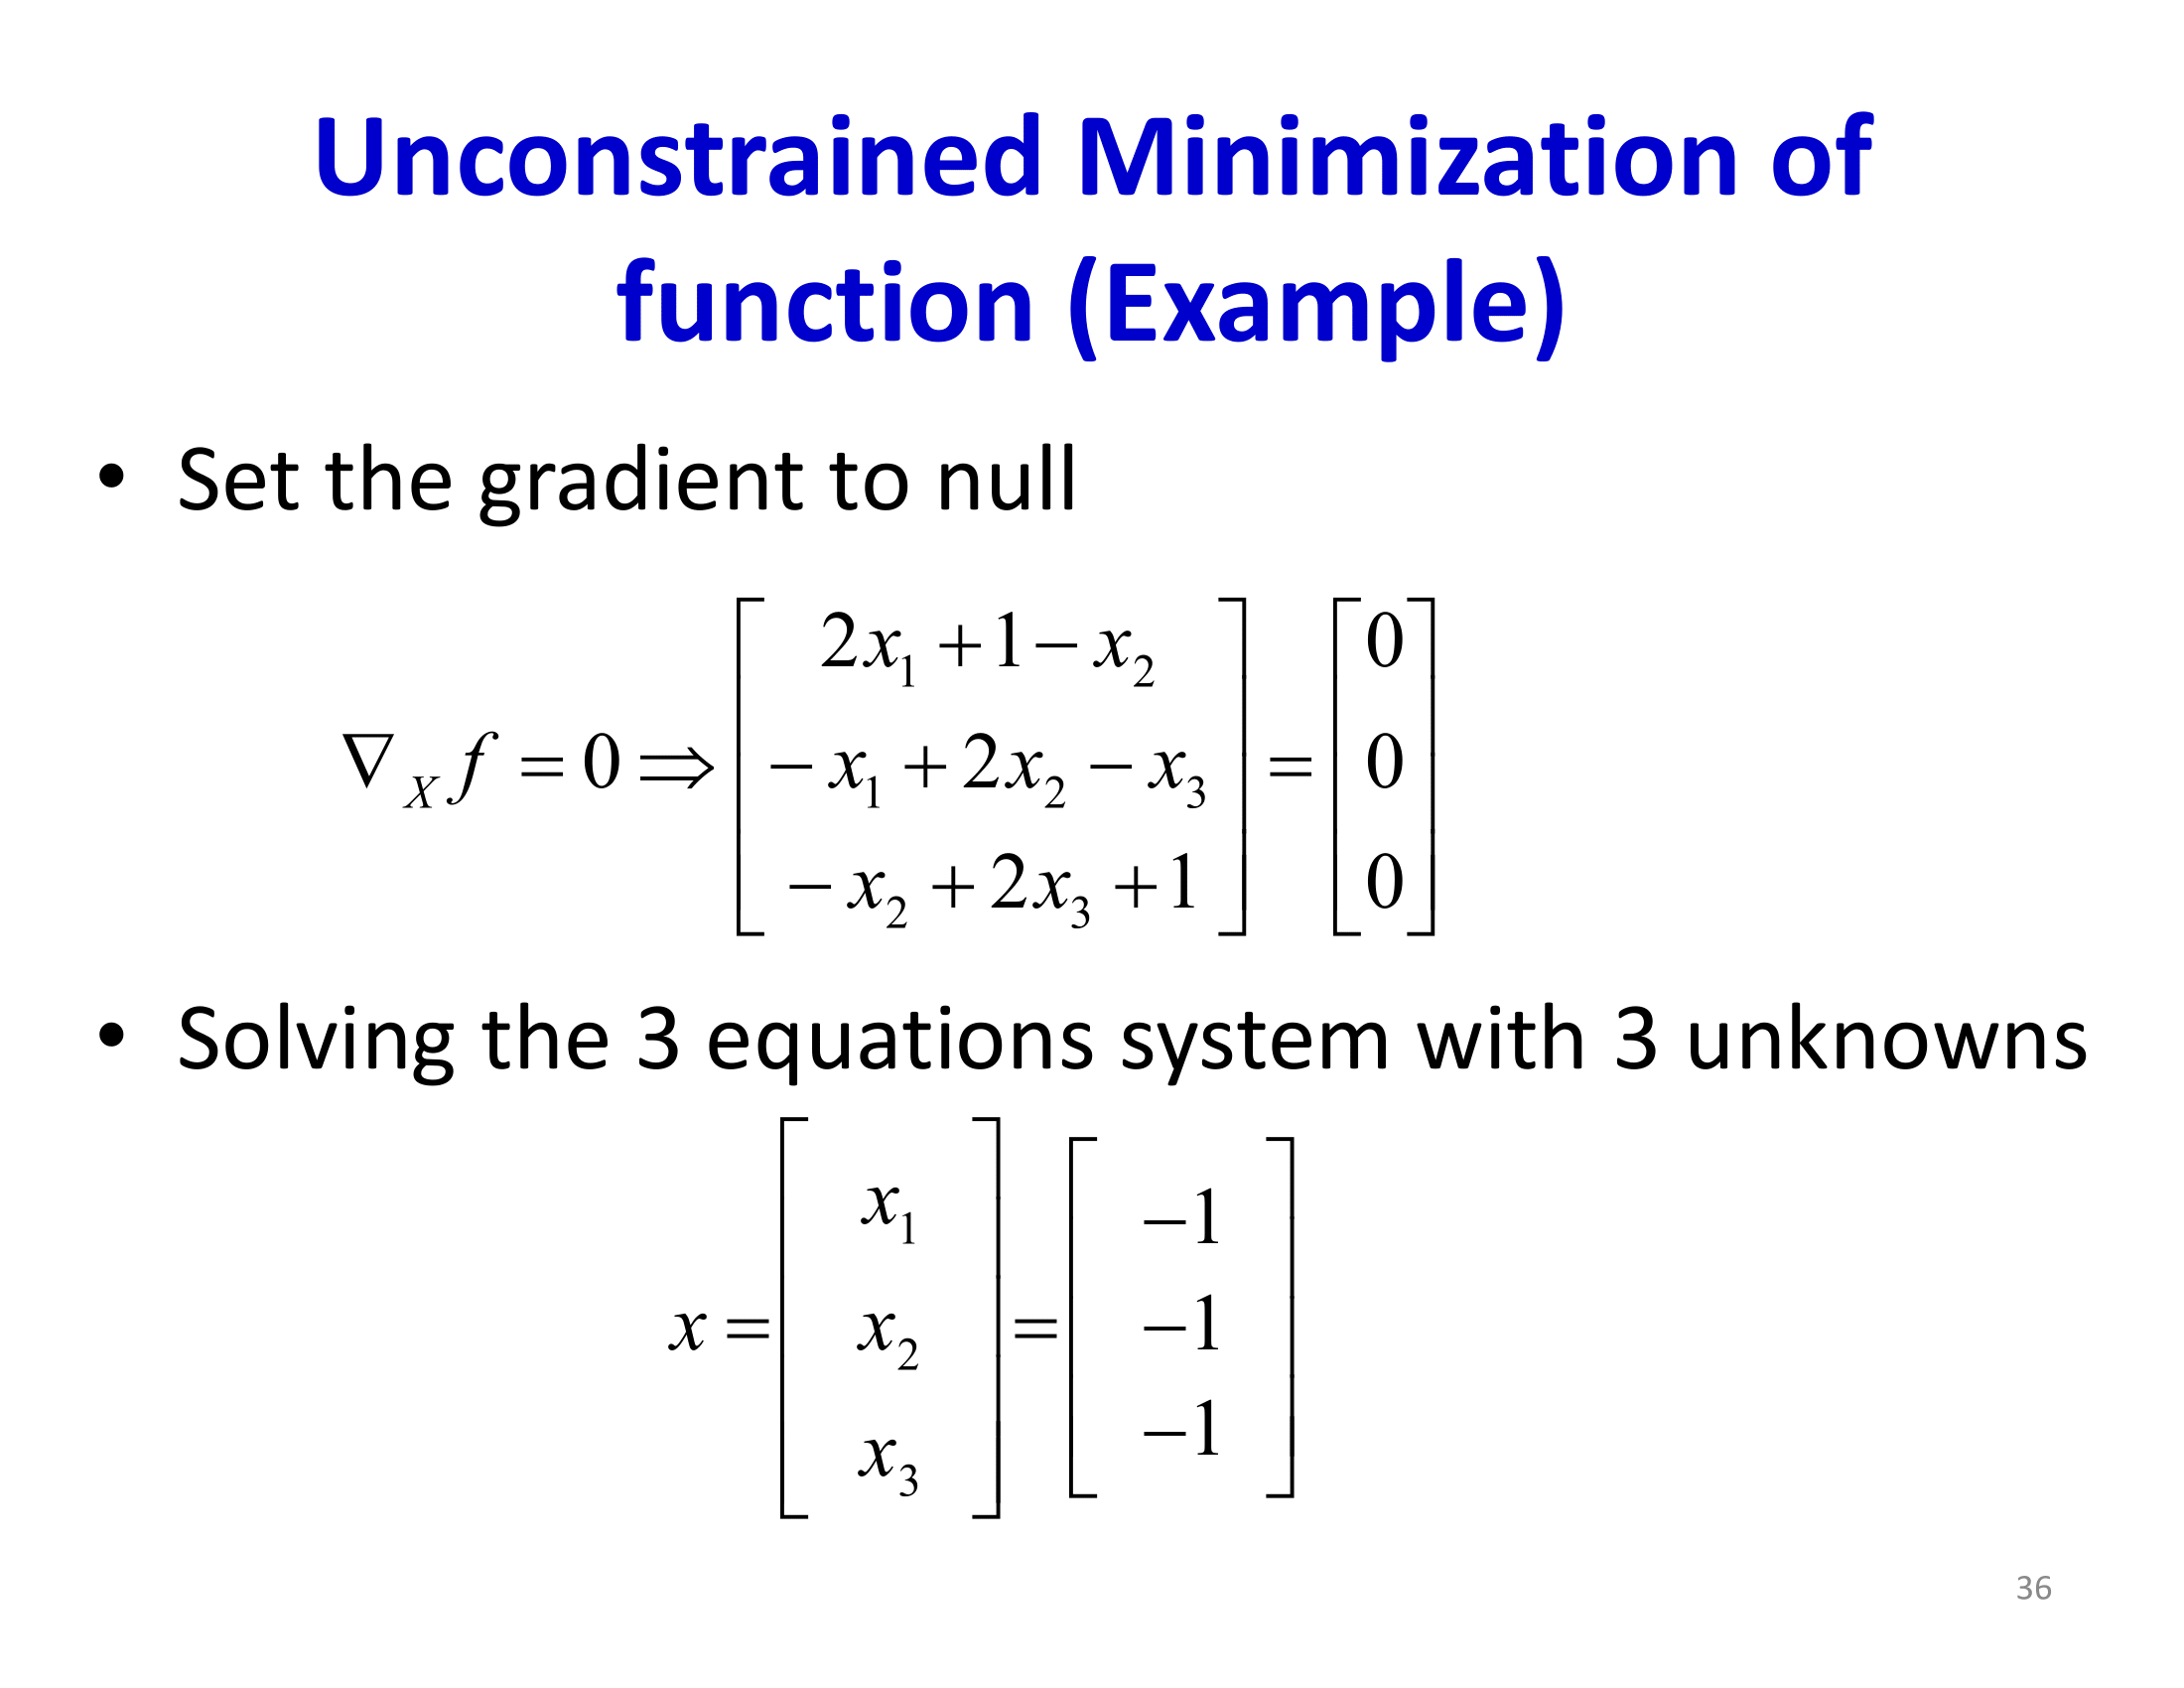 Unconstrained Minimization of
function (Example)
• Set the gradient to null
$\nabla_X f = 0 \Rightarrow \begin{bmatrix} 2x_1 + 1 - x_2 \\ -x_1 + 2x_2 - x_3 \\ -x_2 + 2x_3 + 1 \end{bmatrix} = \begin{bmatrix} 0 \\ 0 \\ 0 \end{bmatrix}$
• Solving the 3 equations system with 3 unknowns
$x = \begin{bmatrix} x_1 \\ x_2 \\ x_3 \end{bmatrix} = \begin{bmatrix} -1 \\ -1 \\ -1 \end{bmatrix}$
36